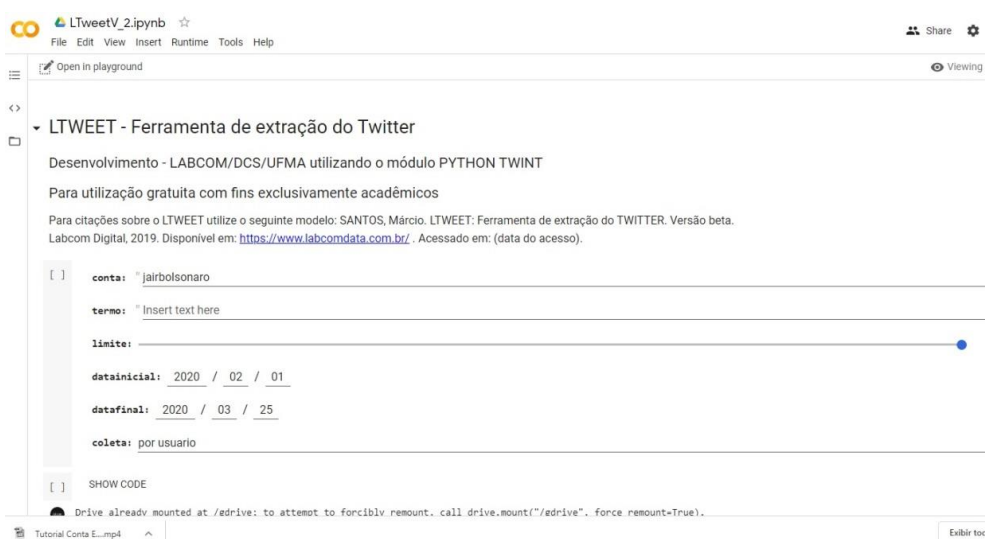 LTweetV_2.ipynb
File Edit View Insert Runtime Tools Help
Share
Open in playground
Viewing
LTWEET - Ferramenta de extração do Twitter
Desenvolvimento - LABCOM/DCS/UFMA utilizando o módulo PYTHON TWINT
Para utilização gratuita com fins exclusivamente acadêmicos
Para citações sobre o LTWEET utilize o seguinte modelo: SANTOS, Márcio. LTWEET: Ferramenta de extração do TWITTER. Versão beta.
Labcom Digital, 2019. Disponível em: https://www.labcomdata.com.br/ . Acessado em: (data do acesso).
[ ] conta: "jairbolsonaro
termo: "Insert text here
limite:
datainicial: 2020 / 02 / 01
datafinal: 2020 / 03 / 25
coleta: por usuario
[ ] SHOW CODE
Drive already mounted at /gdrive; to attempt to forcibly remount, call drive.mount("/gdrive", force_remount=True).
Tutorial Conta E....mp4
Exibir tod